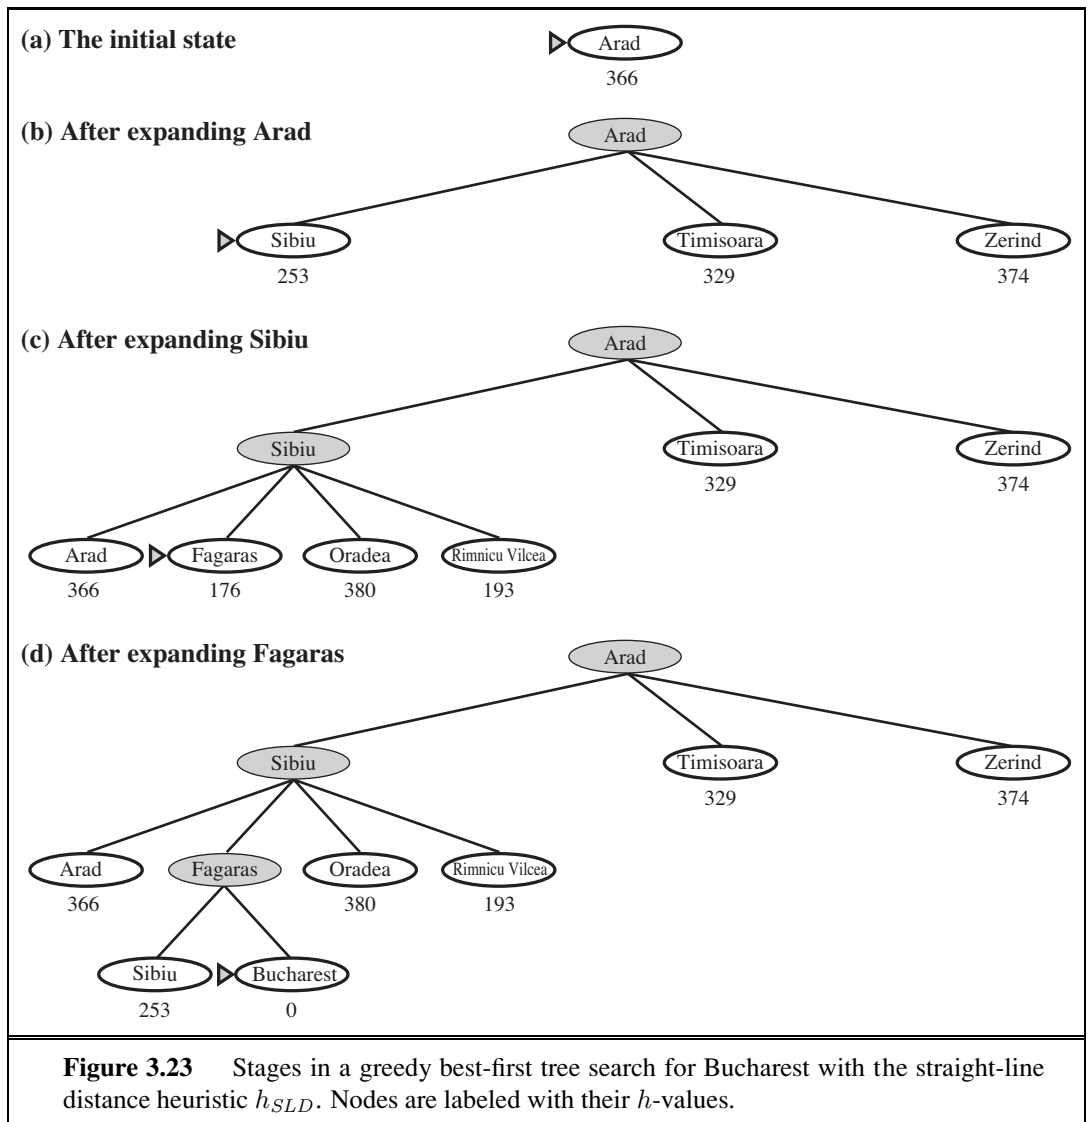 (a) The initial state
Arad
366
(b) After expanding Arad
Arad
Sibiu Timisoara Zerind
253 329 374
(c) After expanding Sibiu
Arad
Sibiu Timisoara Zerind
329 374
Arad Fagaras Oradea Rimnicu Vilcea
366 176 380 193
(d) After expanding Fagaras
Arad
Sibiu Timisoara Zerind
329 374
Arad Fagaras Oradea Rimnicu Vilcea
366 380 193
Sibiu Bucharest
253 0
Figure 3.23 Stages in a greedy best-first tree search for Bucharest with the straight-line
distance heuristic hSLD. Nodes are labeled with their h-values.